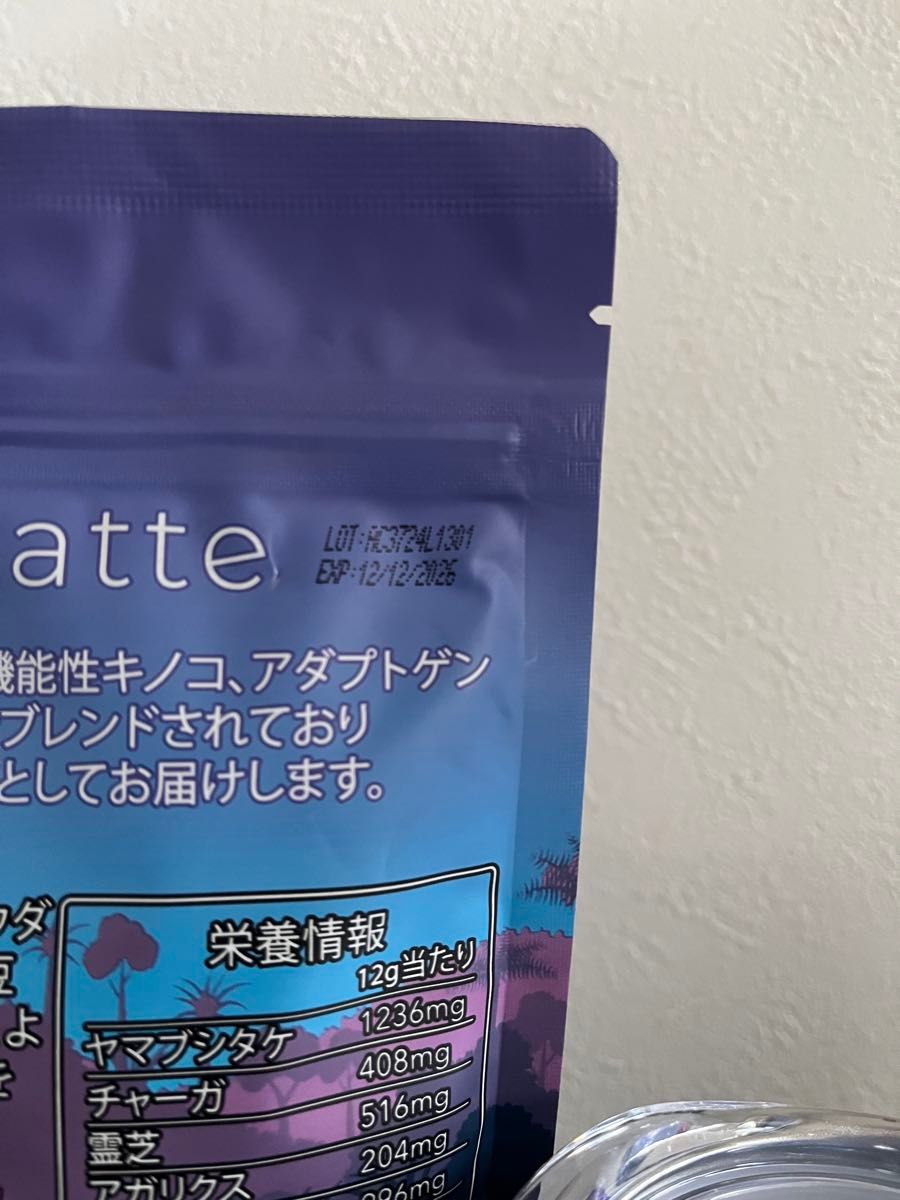 atte
LOT:AC3724L1301
EXP:12/12/2026
機能性キノコ、アダプトゲン
ブレンドされており
としてお届けします。
栄養情報
12g当たり
ヤマブシタケ 1236mg
チャーガ 408mg
霊芝 516mg
アガリクス 204mg